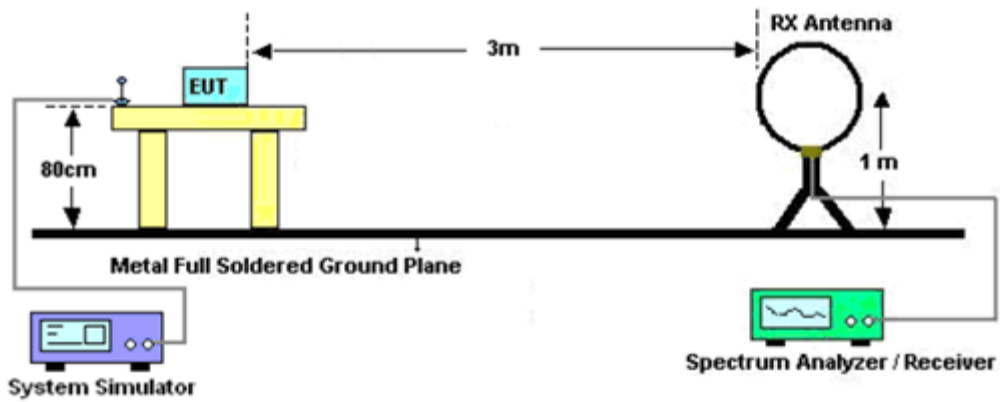 RX Antenna
3m
EUT
80cm
1 m
Metal Full Soldered Ground Plane
Spectrum Analyzer / Receiver
System Simulator